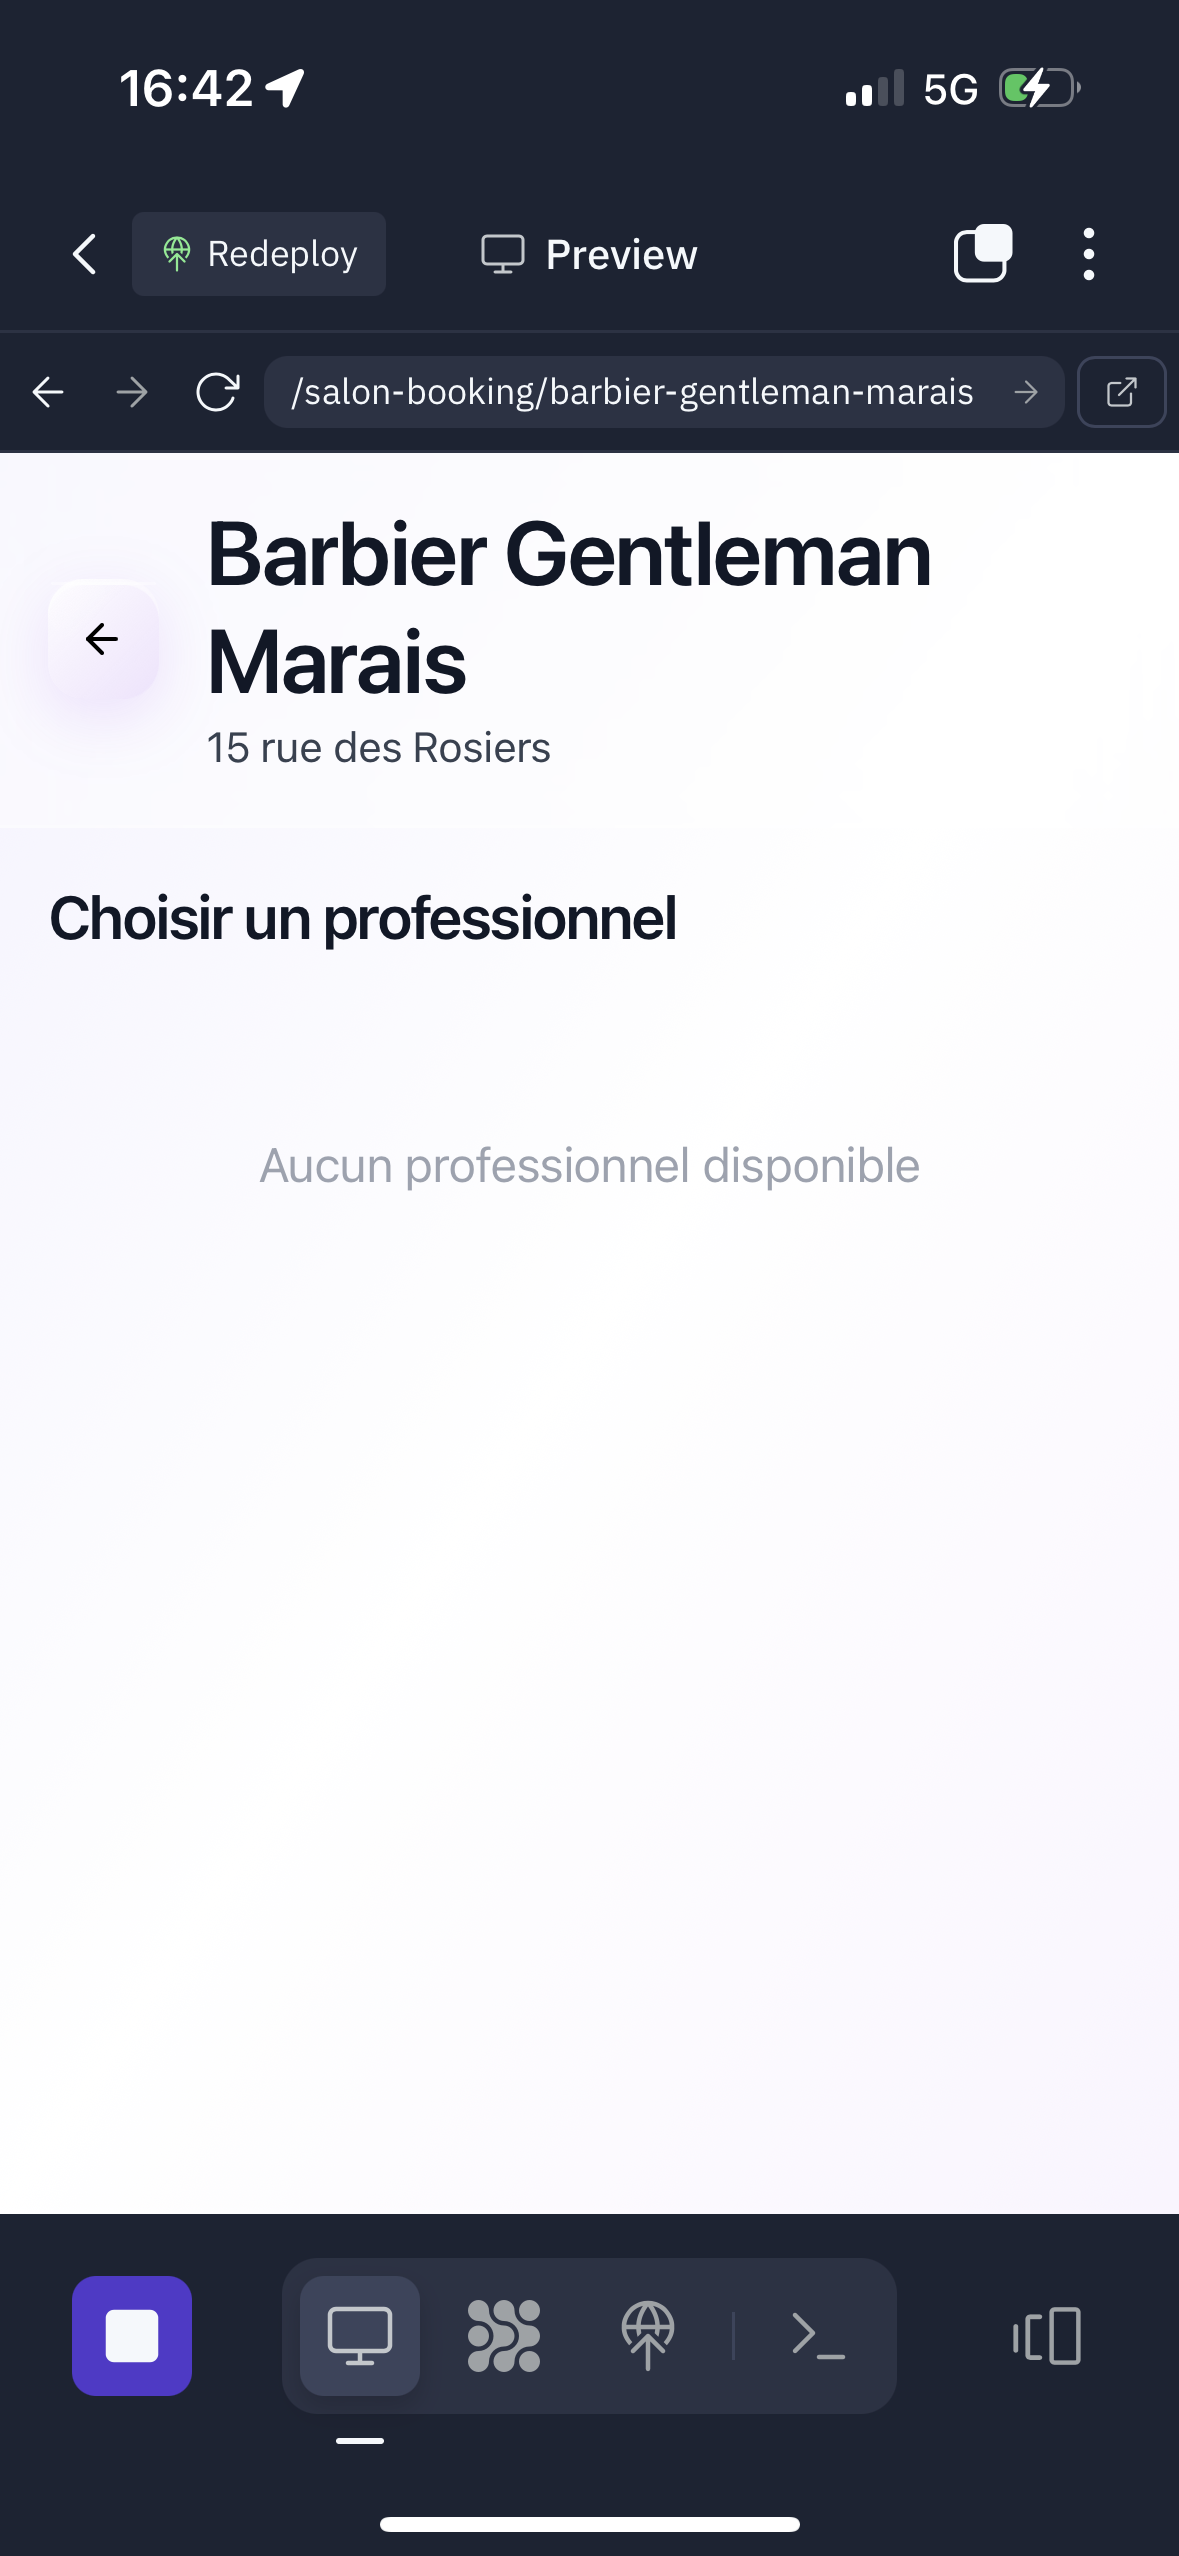 16:42
5G
Redeploy
Preview
/salon-booking/barbier-gentleman-marais
Barbier Gentleman
Marais
15 rue des Rosiers
Choisir un professionnel
Aucun professionnel disponible